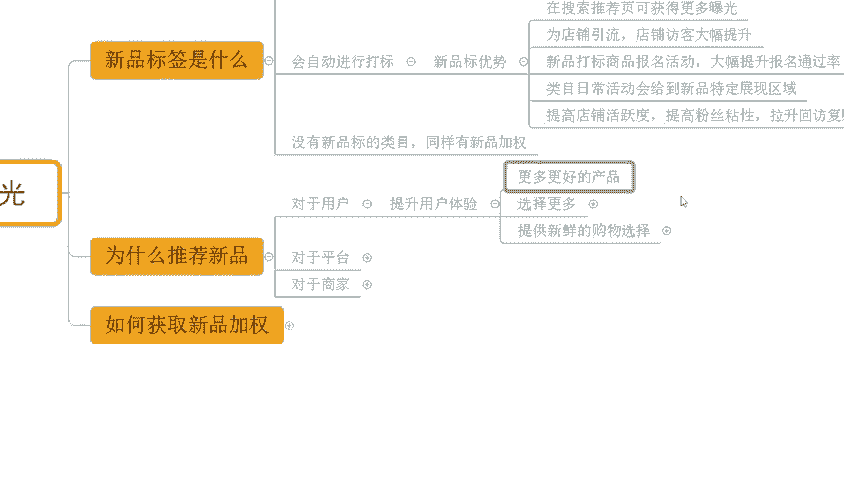 在搜索推荐页可获得更多曝光
为店铺引流，店铺访客大幅提升
新品标签是什么
会自动进行打标
新品标优势
新品打标商品报名活动，大幅提升报名通过率
类目日常活动会给到新品特定展现区域
提高店铺活跃度，提高粉丝粘性，拉升回访复
没有新品标的类目，同样有新品加权
光
更多更好的产品
对于用户
提升用户体验
选择更多
提供新鲜的购物选择
为什么推荐新品
对于平台
对于商家
如何获取新品加权